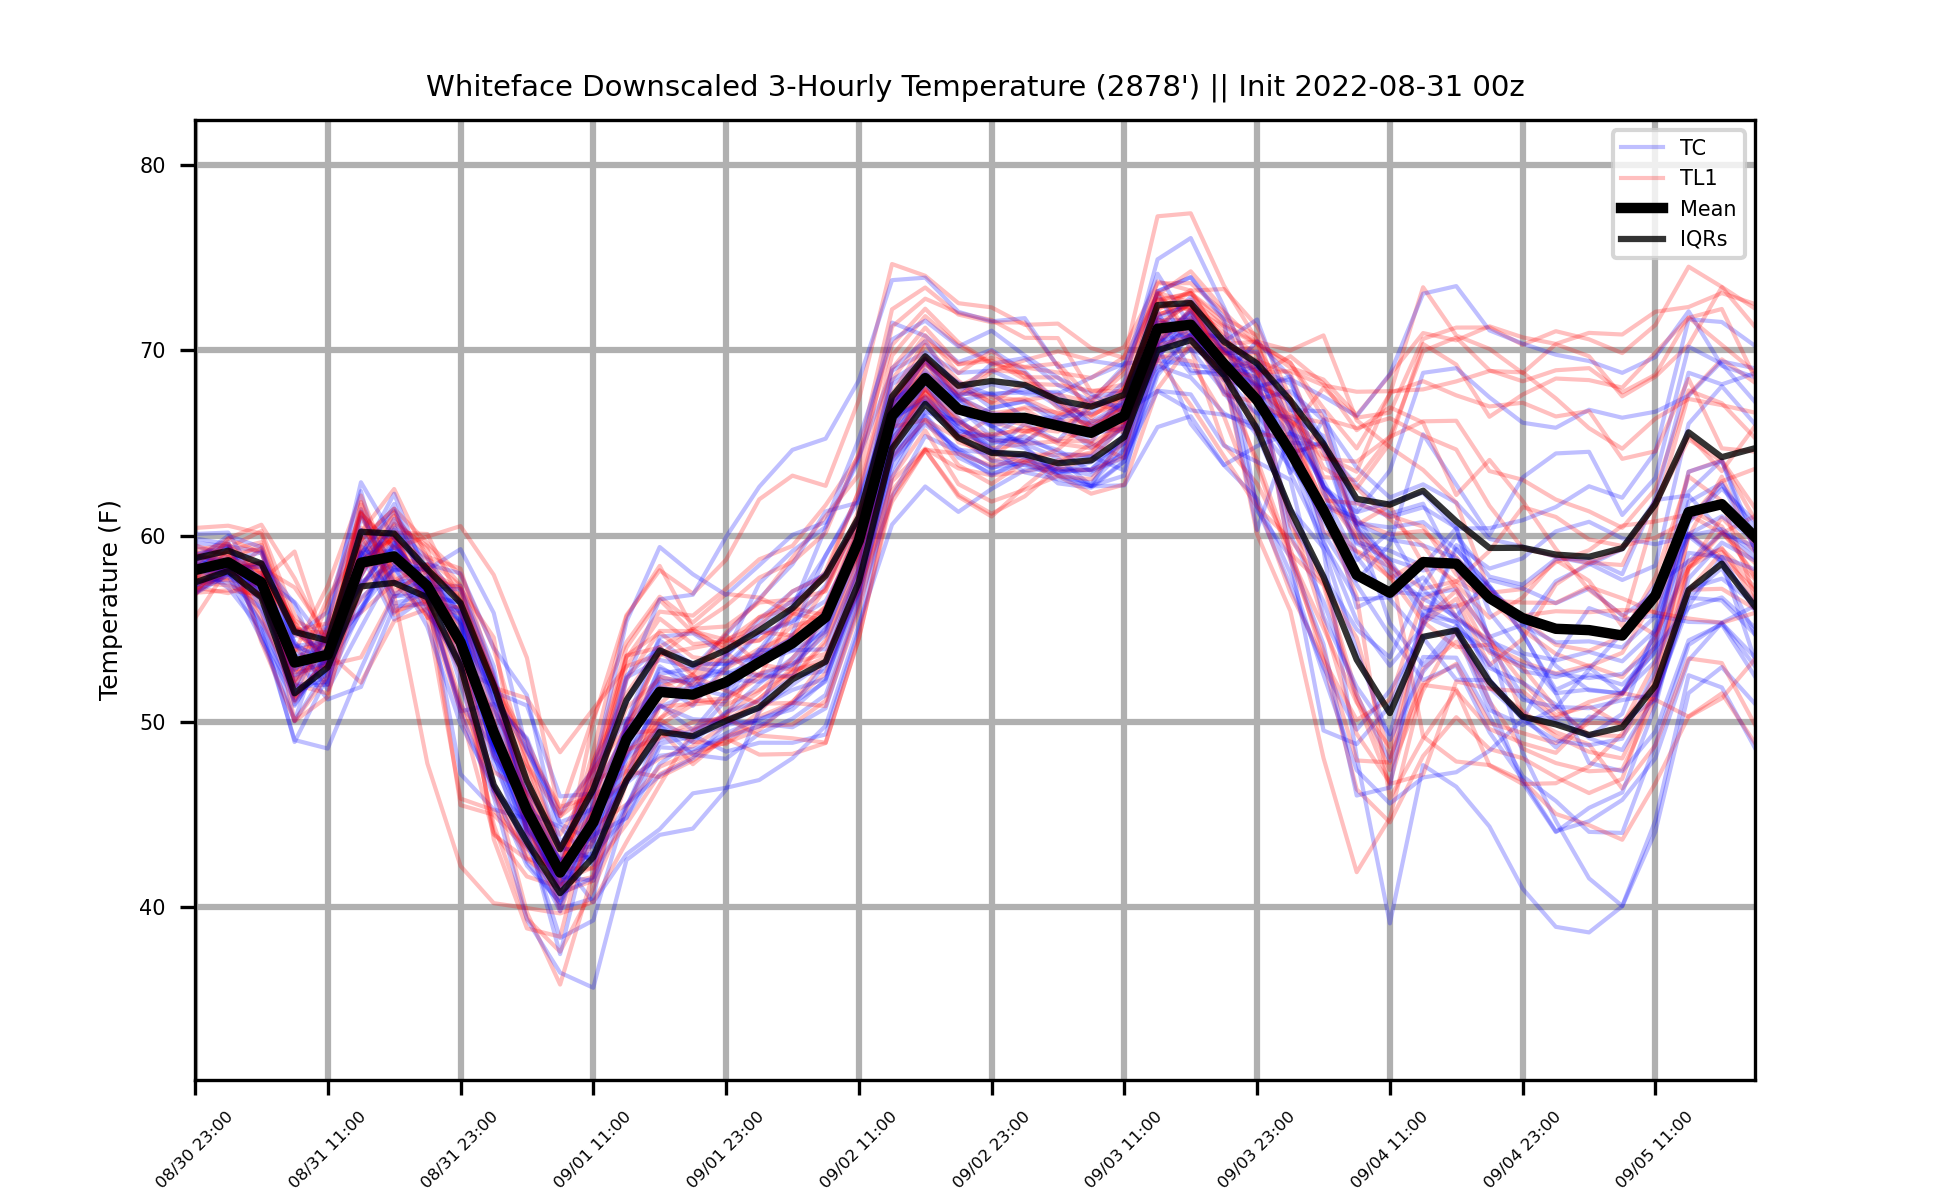 Whiteface Downscaled 3-Hourly Temperature (2878') || Init 2022-08-31 00z
TC
TL1
Mean
IQRs
Temperature (F)
80
70
60
50
40
08/30 23:00
08/31 11:00
08/31 23:00
09/01 11:00
09/01 23:00
09/02 11:00
09/02 23:00
09/03 11:00
09/03 23:00
09/04 11:00
09/04 23:00
09/05 11:00